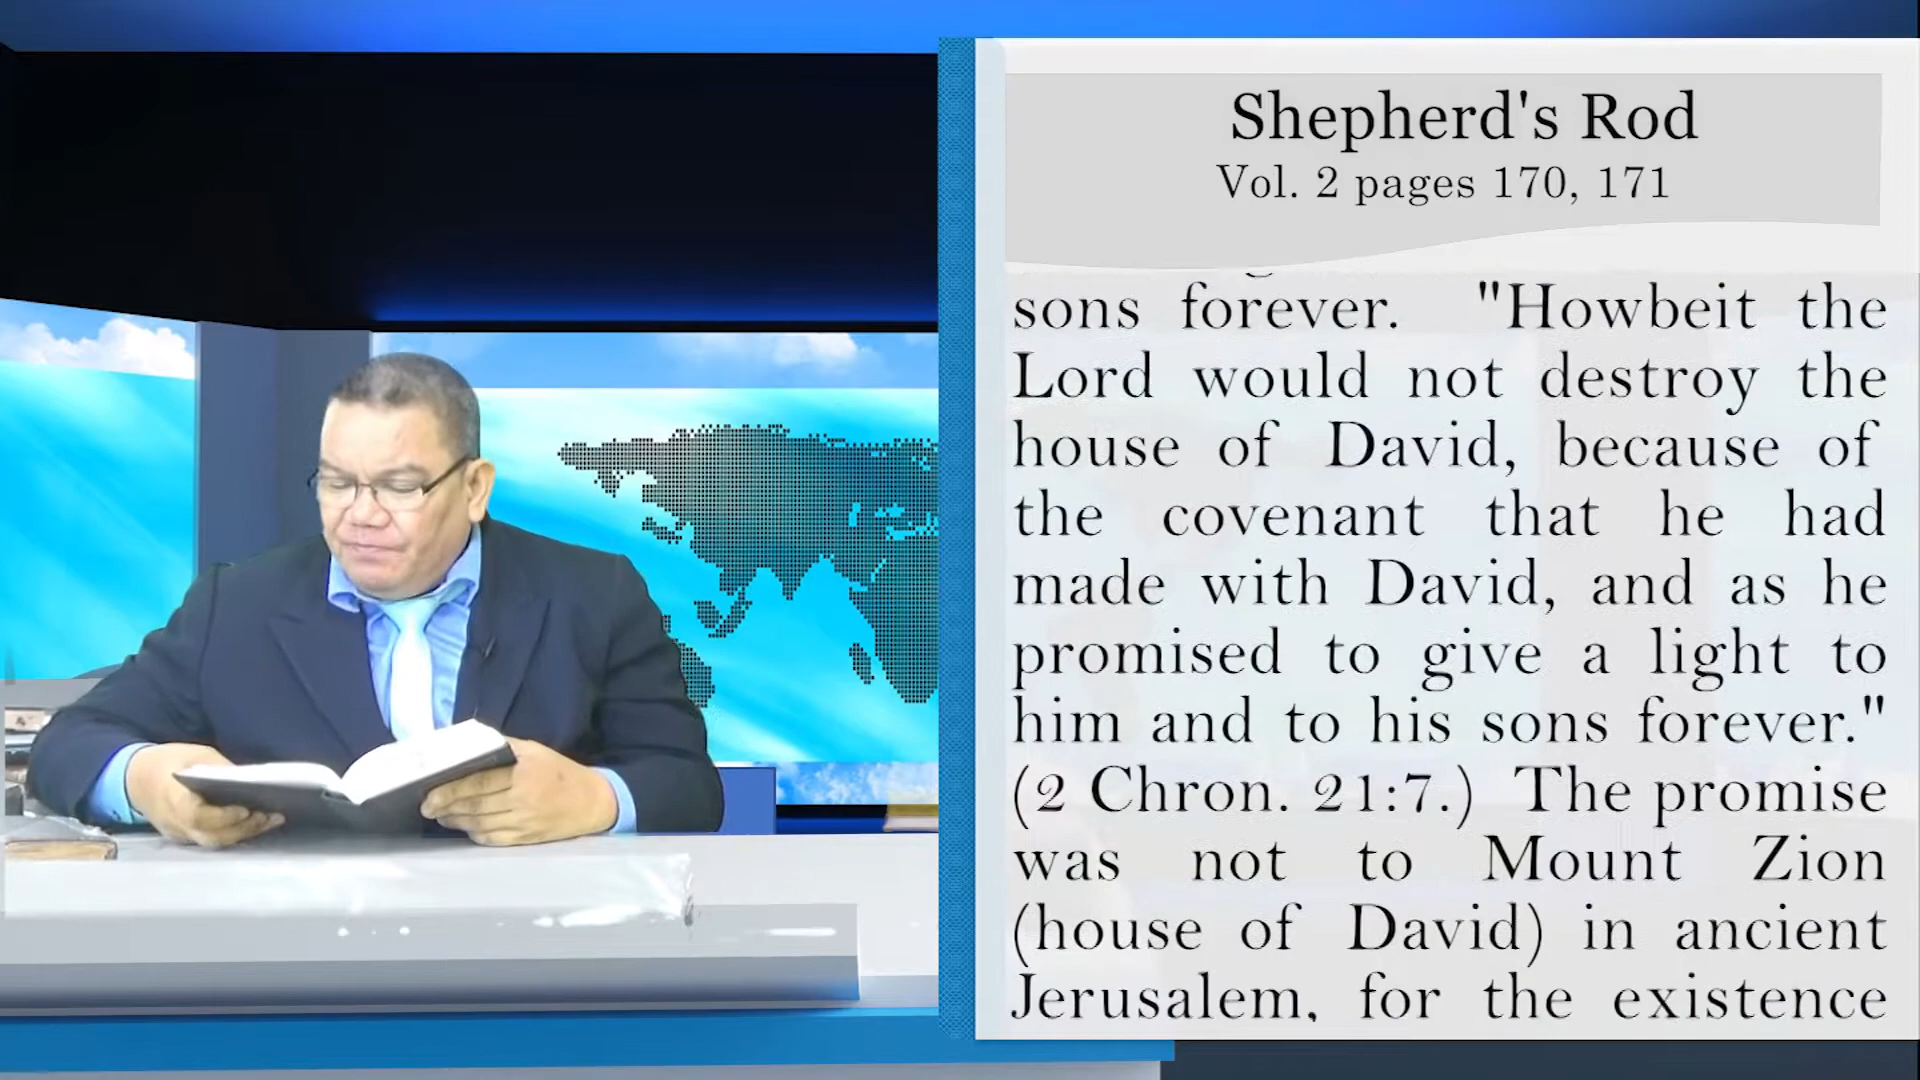 Shepherd's Rod
Vol. 2 pages 170, 171
sons forever. "Howbeit the
Lord would not destroy the
house of David, because of
the covenant that he had
made with David, and as he
promised to give a light to
him and to his sons forever."
(2 Chron. 21:7.) The promise
was not to Mount Zion
(house of David) in ancient
Jerusalem, for the existence